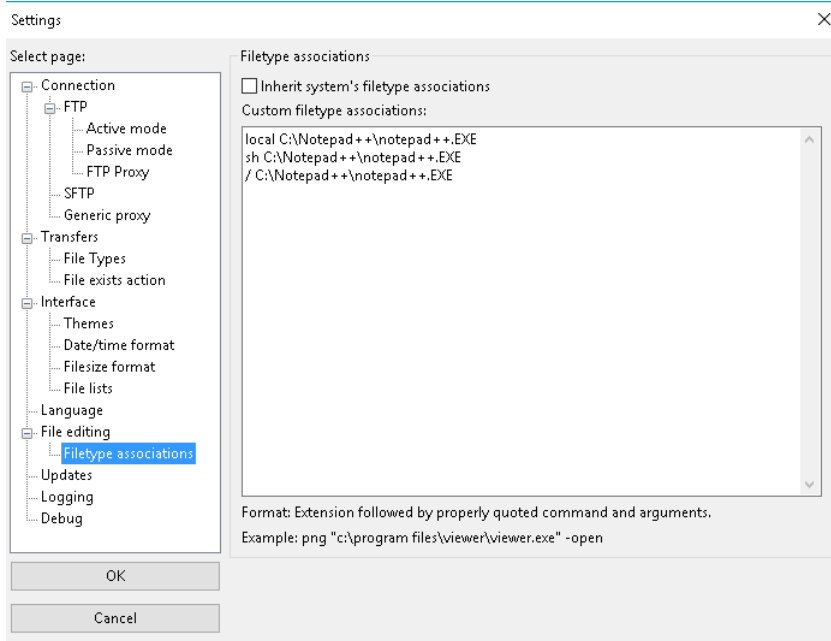 Settings
Select page:
Connection
FTP
Active mode
Passive mode
FTP Proxy
SFTP
Generic proxy
Transfers
File Types
File exists action
Interface
Themes
Date/time format
Filesize format
File lists
Language
File editing
Filetype associations
Updates
Logging
Debug
OK
Cancel
Filetype associations
Inherit system's filetype associations
Custom filetype associations:
local C:\Notepad++\notepad++.EXE
sh C:\Notepad++\notepad++.EXE
/ C:\Notepad++\notepad++.EXE
Format: Extension followed by properly quoted command and arguments.
Example: png "c:\program files\viewer\viewer.exe" -open